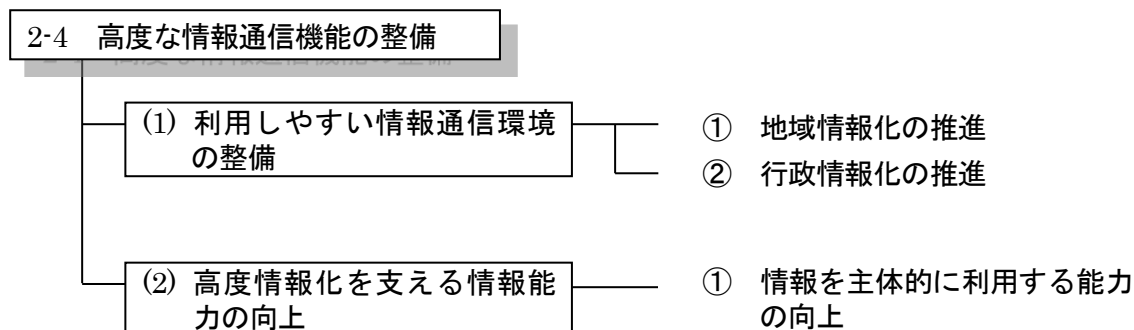 2-4 高度な情報通信機能の整備
(1) 利用しやすい情報通信環境
の整備
① 地域情報化の推進
② 行政情報化の推進
(2) 高度情報化を支える情報能
力の向上
① 情報を主体的に利用する能力
の向上